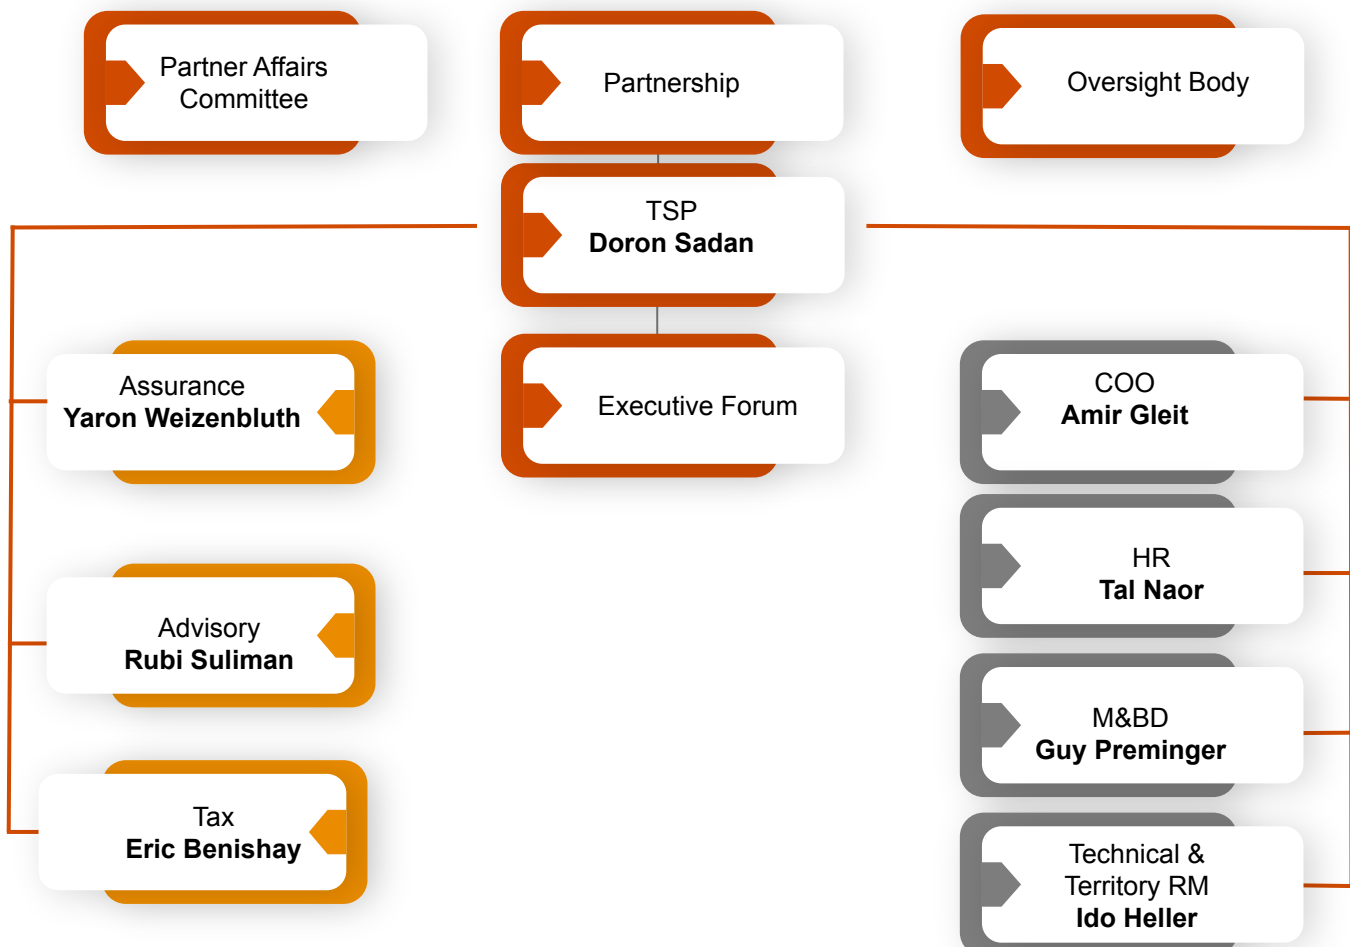 Partner Affairs
Committee
Partnership
Oversight Body
TSP
Doron Sadan
Assurance
Yaron Weizenbluth
Executive Forum
COO
Amir Gleit
HR
Tal Naor
Advisory
Rubi Suliman
M&BD
Guy Preminger
Tax
Eric Benishay
Technical &
Territory RM
Ido Heller